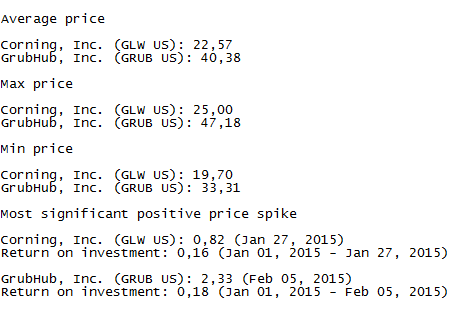 Average price
Corning, Inc. (GLW US): 22,57
GrubHub, Inc. (GRUB US): 40,38
Max price
Corning, Inc. (GLW US): 25,00
GrubHub, Inc. (GRUB US): 47,18
Min price
Corning, Inc. (GLW US): 19,70
GrubHub, Inc. (GRUB US): 33,31
Most significant positive price spike
Corning, Inc. (GLW US): 0,82 (Jan 27, 2015)
Return on investment: 0,16 (Jan 01, 2015 - Jan 27, 2015)
GrubHub, Inc. (GRUB US): 2,33 (Feb 05, 2015)
Return on investment: 0,18 (Jan 01, 2015 - Feb 05, 2015)